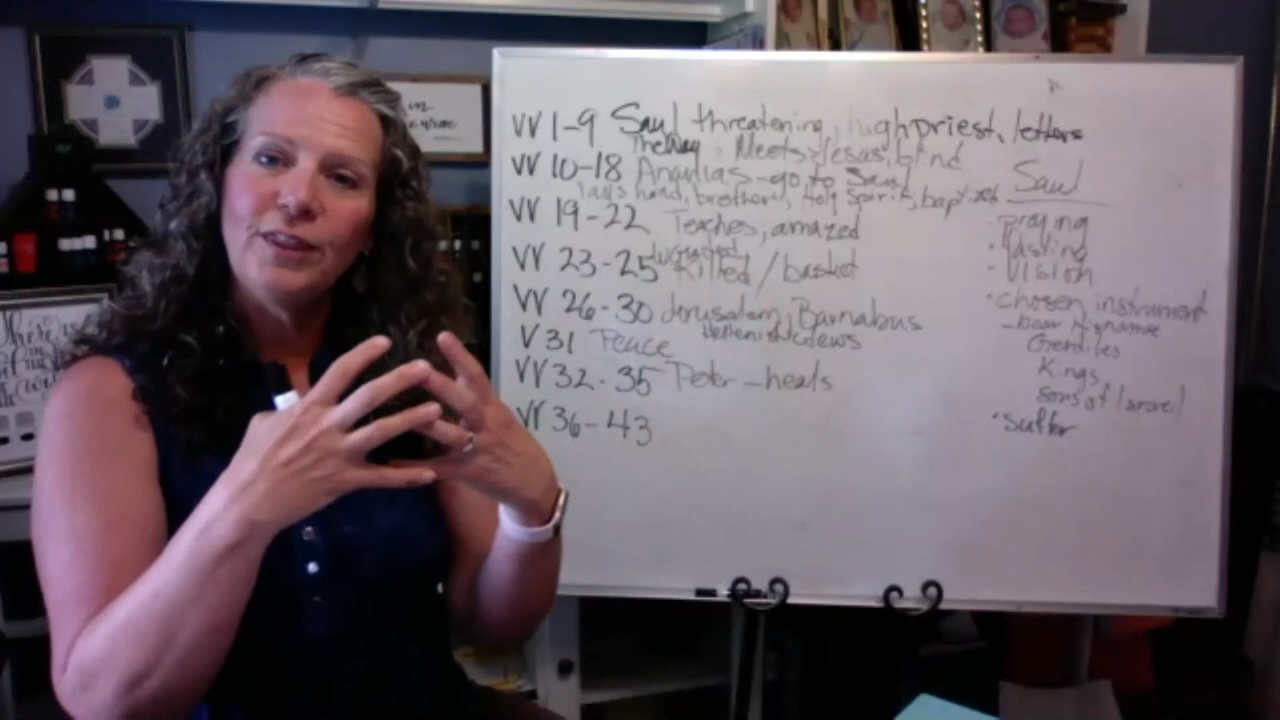 VV 1-9 Saul threatening, high priest, letters
The Way Meets Jesus, blind
VV 10-18 Ananias - go to Saul
hand, brother, Holy Spirit, baptized
VV 19-22 Teaches, amazed
VV 23-25 Killed / basket
VV 26-30 Jerusalem, Barnabus
Hellenistic Jews
V 31 Peace
VV 32-35 Peter - heals
VV 36-43
Saul
· praying
· fasting
· vision
· chosen instrument
- bear my name
Gentiles
Kings
sons of Israel
· suffer
in